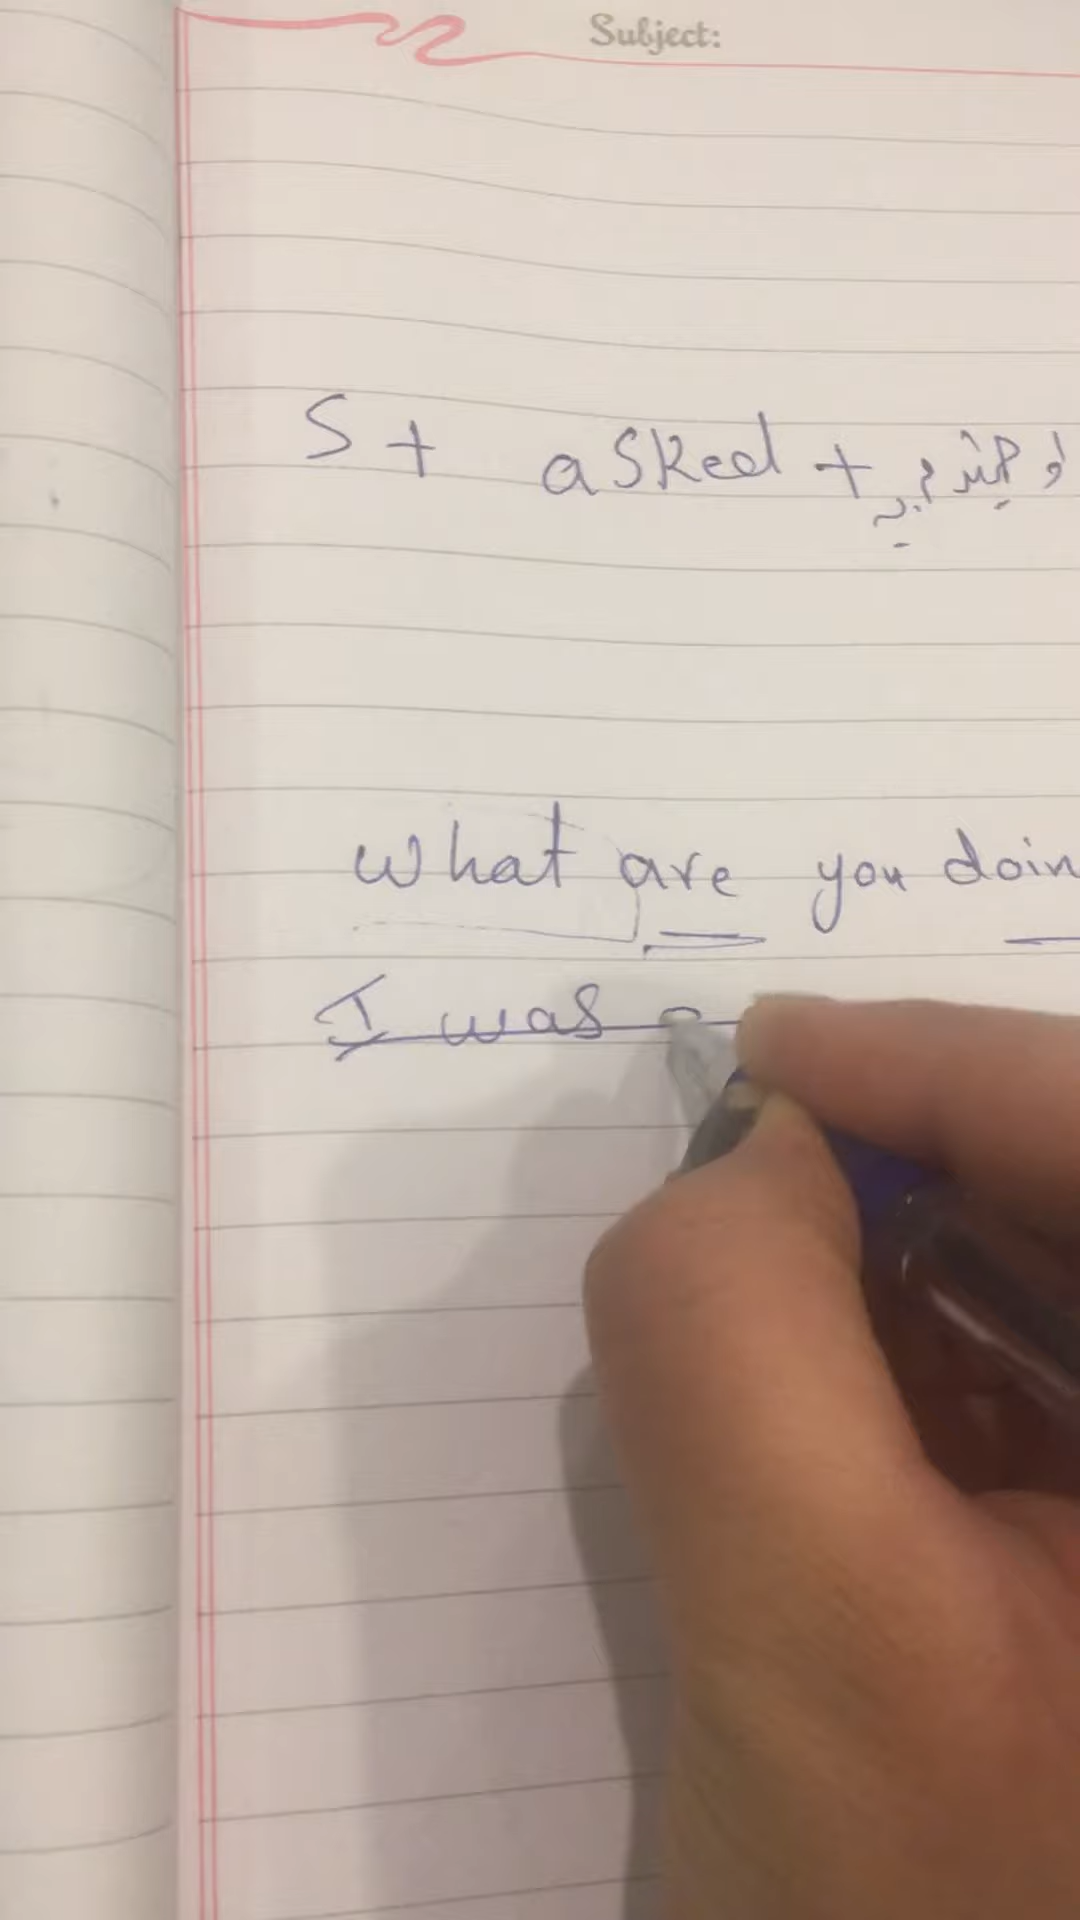 Subject:
S + asked +
what are you doin
I was